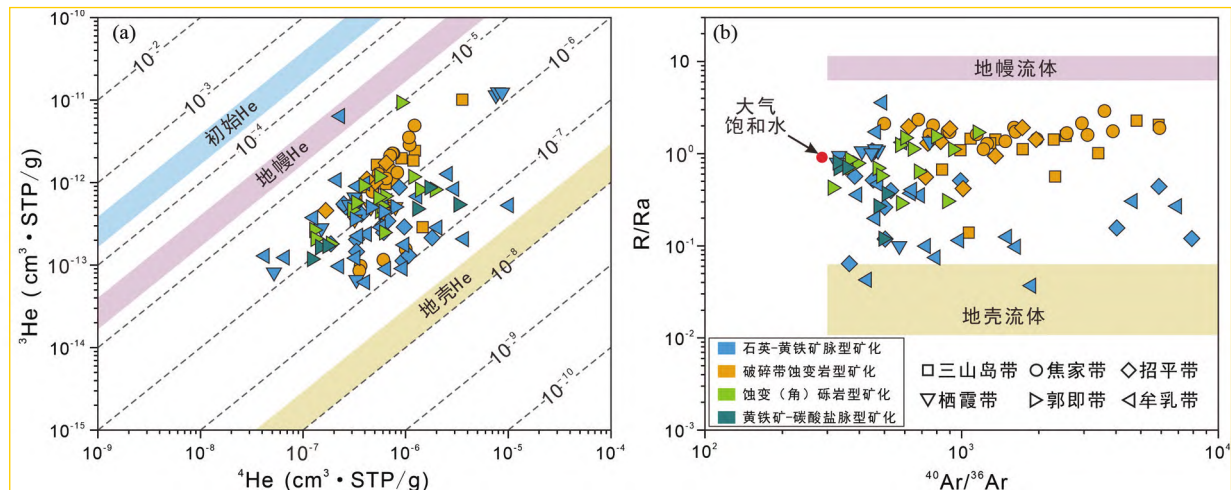 (a)
10⁻¹⁰
10⁻¹¹
10⁻¹²
10⁻¹³
10⁻¹⁴
10⁻¹⁵
³He (cm³·STP/g)
10⁻²
10⁻³
10⁻⁴
10⁻⁵
10⁻⁶
10⁻⁷
10⁻⁸
10⁻⁹
10⁻¹⁰
初始He
地幔He
地壳He
10⁻⁹
10⁻⁸
10⁻⁷
10⁻⁶
10⁻⁵
10⁻⁴
⁴He (cm³·STP/g)
(b)
10
10⁰
10⁻¹
10⁻²
10⁻³
R/Ra
地幔流体
大气
饱和水
地壳流体
石英-黄铁矿脉型矿化
破碎带蚀变岩型矿化
蚀变（角）砾岩型矿化
黄铁矿-碳酸盐脉型矿化
三山岛带 焦家带 招平带
栖霞带 郭即带 牟乳带
10²
10³
10⁴
⁴⁰Ar/³⁶Ar